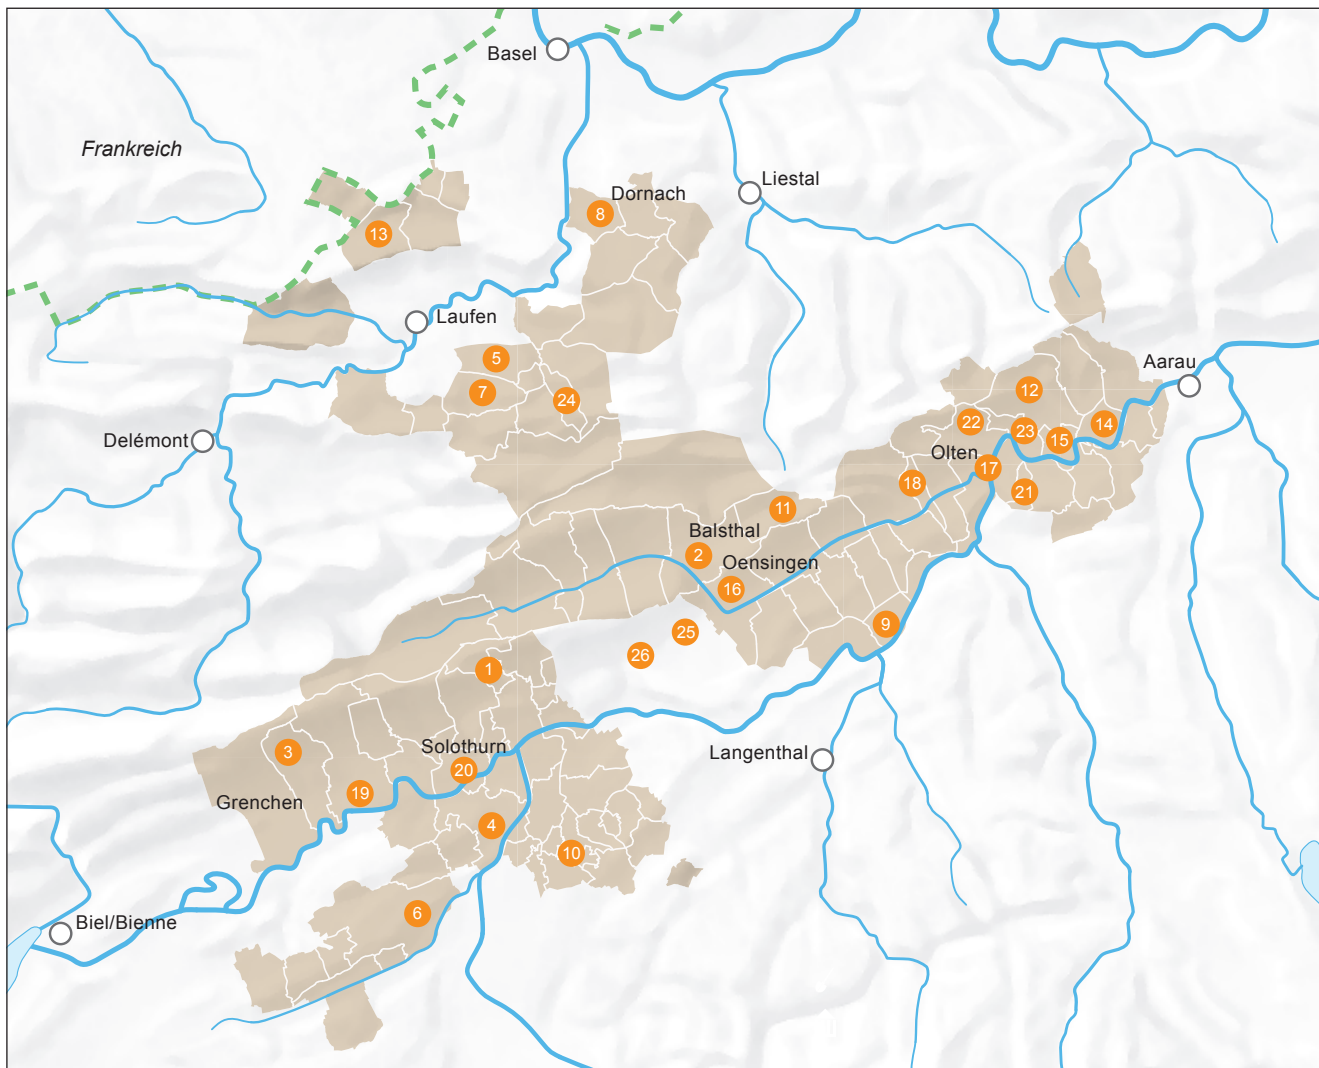 Basel
Frankreich
Liestal
Dornach
8
13
Laufen
5
7
24
Aarau
12
22
23
15
14
Delémont
Olten
17
18
21
11
Balsthal
2
Oensingen
16
9
25
26
1
Solothurn
3
20
Langenthal
19
Grenchen
4
10
6
Biel/Bienne